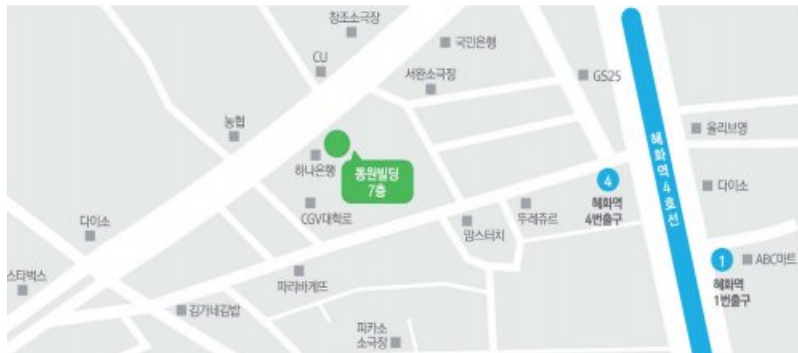 창조소극장
국민은행
CU
서완소극장
GS25
농협
올리브영
하나은행
동원빌딩
7층
혜화역 4호선
4
다이소
CGV대학로
뚜레쥬르
혜화역
4번출구
다이소
맘스터치
1
ABC마트
스타벅스
파리바게뜨
혜화역
1번출구
김가네김밥
피카소
소극장